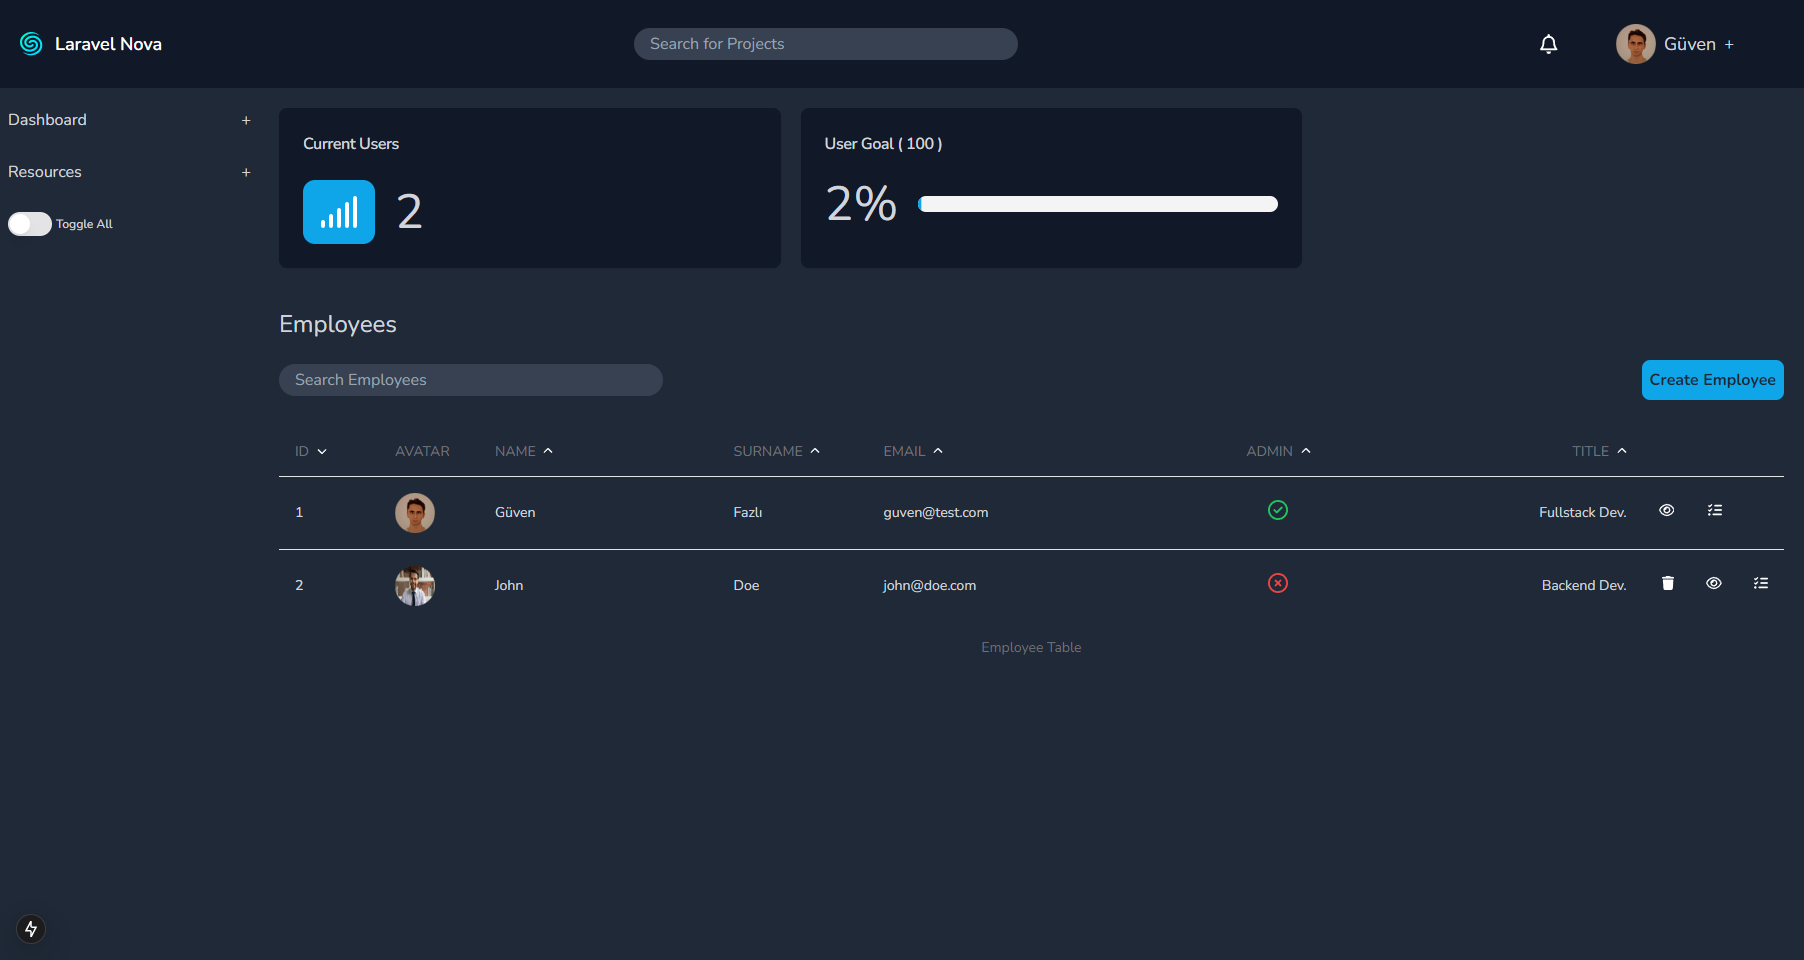 Laravel Nova
Search for Projects
Güven +
Dashboard +
Resources +
Toggle All
Current Users
2
User Goal ( 100 )
2%
Employees
Search Employees
Create Employee
ID AVATAR NAME SURNAME EMAIL ADMIN TITLE
1 Güven Fazlı guven@test.com Fullstack Dev.
2 John Doe john@doe.com Backend Dev.
Employee Table